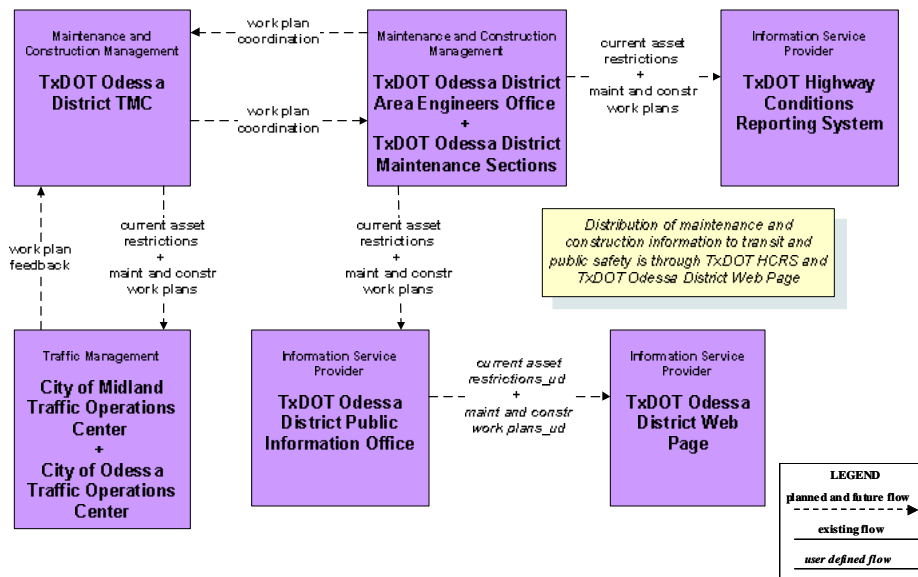 Maintenance and
Construction Management
TxDOT Odessa
District TMC
work plan
coordination
work plan
coordination
Maintenance and Construction
Management
TxDOT Odessa District
Area Engineers Office
+
TxDOT Odessa District
Maintenance Sections
current asset
restrictions
+
maint and constr
work plans
Information Service
Provider
TxDOT Highway
Conditions
Reporting System
work plan
feedback
current asset
restrictions
+
maint and constr
work plans
current asset
restrictions
+
maint and constr
work plans
Distribution of maintenance and
construction information to transit and
public safety is through TxDOT HCRS and
TxDOT Odessa District Web Page
Traffic Management
City of Midland
Traffic Operations
Center
+
City of Odessa
Traffic Operations
Center
Information Service
Provider
TxDOT Odessa
District Public
Information Office
current asset
restrictions_ud
+
maint and constr
work plans_ud
Information Service
Provider
TxDOT Odessa
District Web
Page
LEGEND
planned and future flow
existing flow
user defined flow